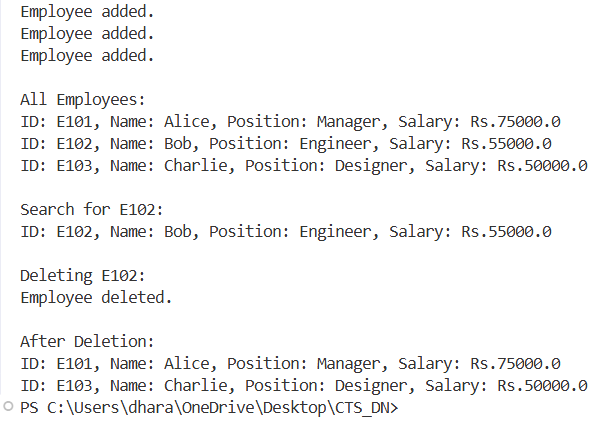 Employee added.
Employee added.
Employee added.
All Employees:
ID: E101, Name: Alice, Position: Manager, Salary: Rs.75000.0
ID: E102, Name: Bob, Position: Engineer, Salary: Rs.55000.0
ID: E103, Name: Charlie, Position: Designer, Salary: Rs.50000.0
Search for E102:
ID: E102, Name: Bob, Position: Engineer, Salary: Rs.55000.0
Deleting E102:
Employee deleted.
After Deletion:
ID: E101, Name: Alice, Position: Manager, Salary: Rs.75000.0
ID: E103, Name: Charlie, Position: Designer, Salary: Rs.50000.0
PS C:\Users\dhara\OneDrive\Desktop\CTS_DN>